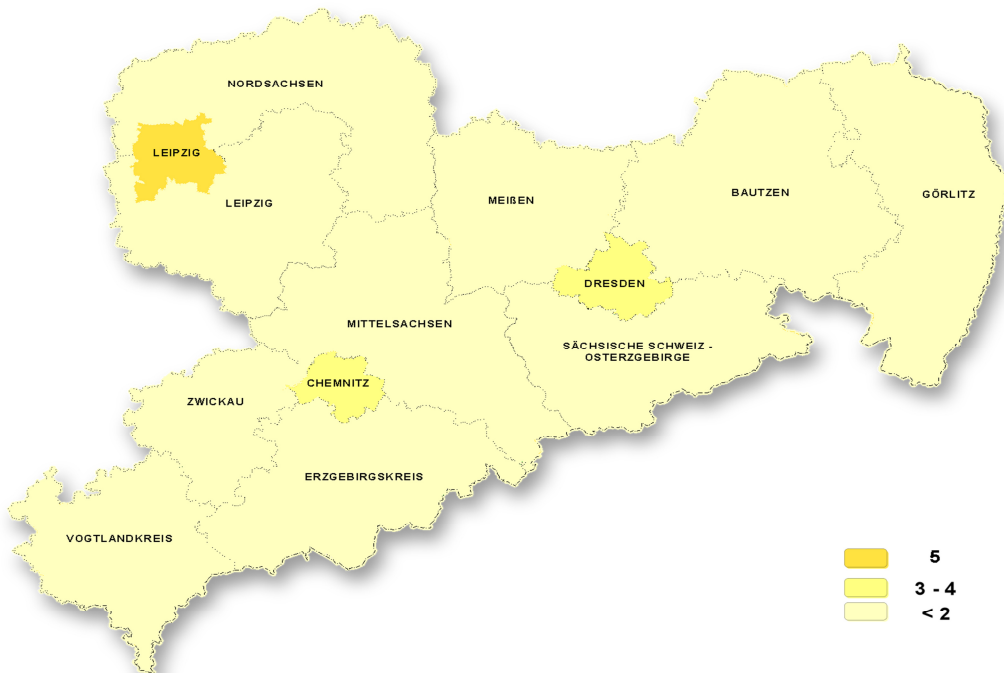 NORDSACHSEN
LEIPZIG
LEIPZIG
MEIßEN
BAUTZEN
GÖRLITZ
DRESDEN
MITTELSACHSEN
SÄCHSISCHE SCHWEIZ -
OSTERZGEBIRGE
CHEMNITZ
ZWICKAU
ERZGEBIRGSKREIS
VOGTLANDKREIS
5
3 - 4
< 2